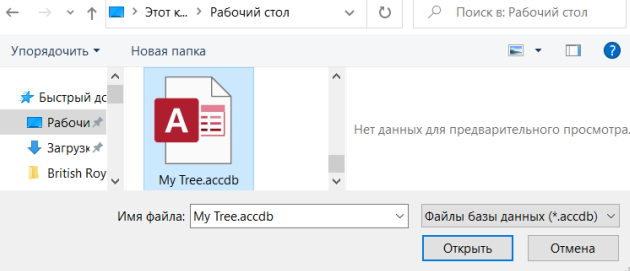 Этот к... Рабочий стол Поиск в: Рабочий стол
Упорядочить Новая папка
Быстрый до
Рабочи
Загрузк
British Roy
A
My Tree.accdb
Нет данных для предварительного просмотра.
Имя файла: My Tree.accdb Файлы базы данных (*.accdb)
Открыть Отмена